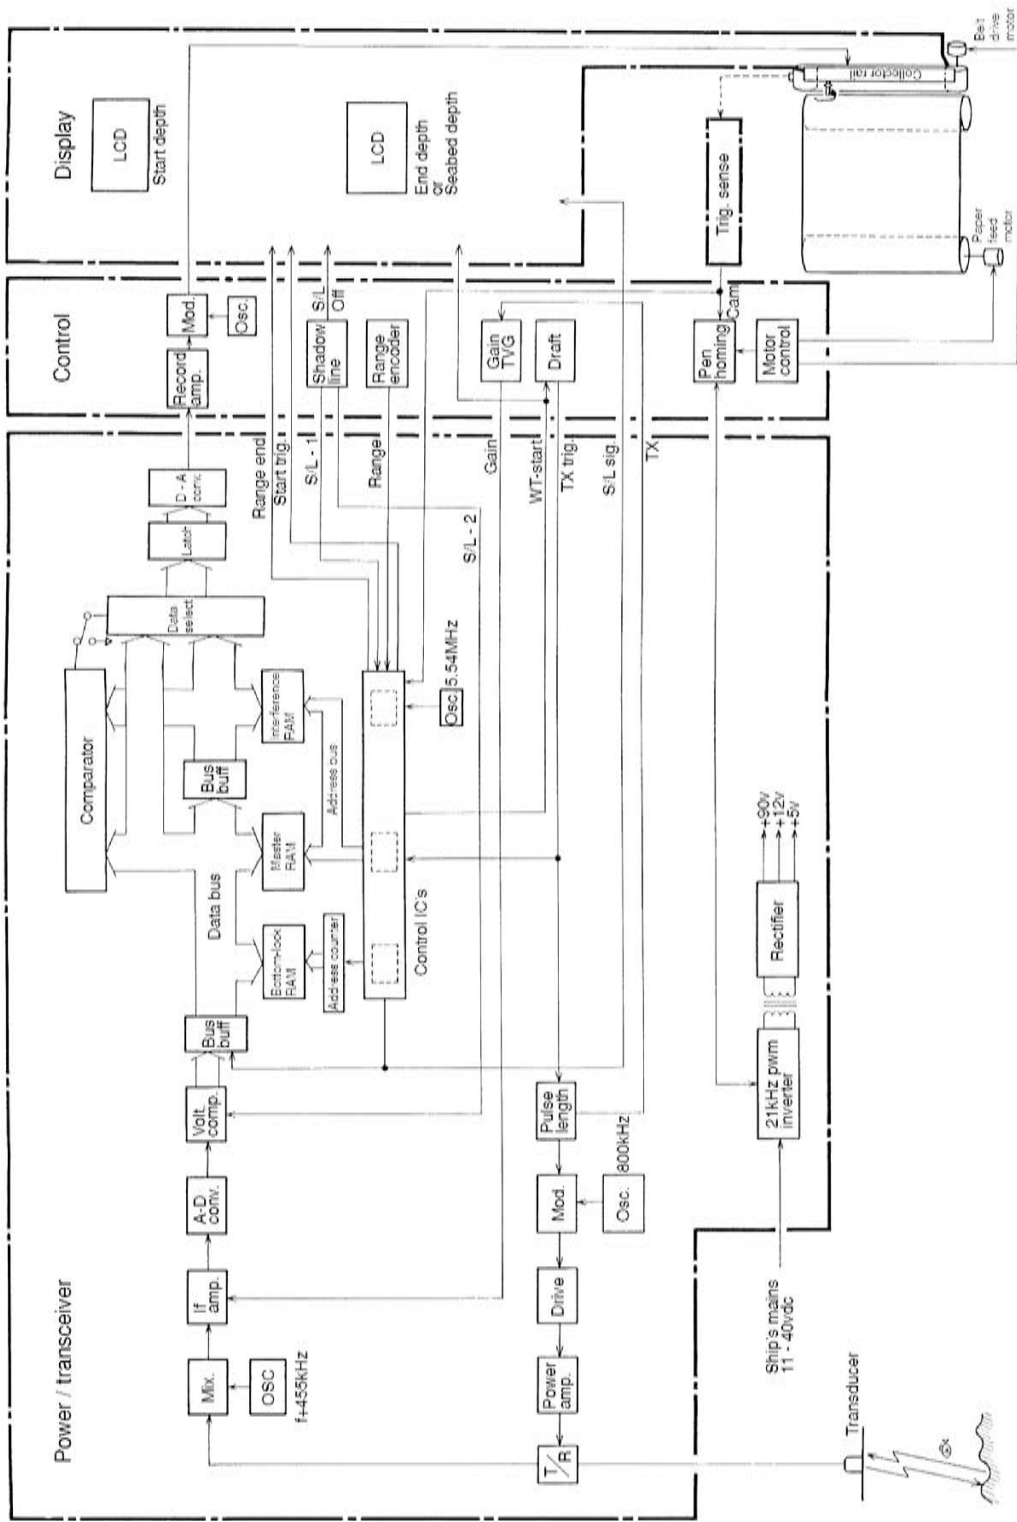 Power / transceiver
Control
Display
Comparator
LCD
Start depth
LCD
End depth
or
Seabed depth
Mix.
OSC
f+455kHz
If
amp.
A-D
conv.
Volt.
comp.
Bus
buff
Data bus
Bus
buff
Data
select
Latch
D - A
conv.
Record
amp.
Mod.
Osc.
Bottom-lock
RAM
Master
RAM
Interference
RAM
Address counter
Address bus
Control IC's
Osc.
5.54MHz
Range end
Start trig.
S/L - 1
Shadow
line
S/L
Off
Range
Range
encoder
S/L - 2
Gain
Gain
TVG
WT-start
TX trig.
Draft
S/L sig.
TX
T/R
Power
amp.
Drive
Mod.
Osc.
800kHz
Pulse
length
Pen
homing
Cam
Trig. sense
Motor
control
Collector rail
Belt
drive
motor
Paper
feed
motor
Ship's mains
11 - 40vdc
21kHz pwm
inverter
Rectifier
+90v
+12v
+5v
Transducer